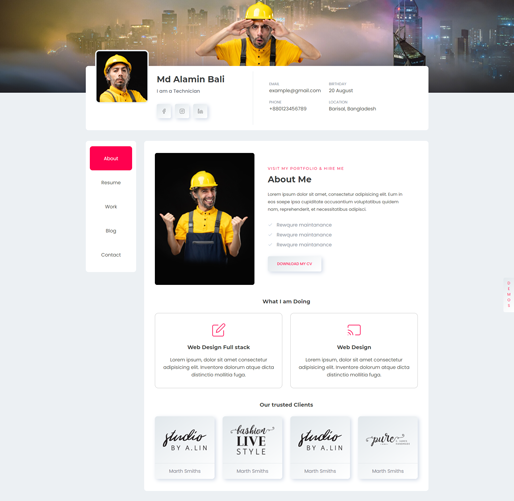 Md Alamin Bali
I am a Technician
EMAIL
example@gmail.com
BIRTHDAY
20 August
PHONE
+880123456789
LOCATION
Barisal, Bangladesh
About
Resume
Work
Blog
Contact
VISIT MY PORTFOLIO & HIRE ME
About Me
Lorem ipsum dolor sit amet, consectetur adipisicing elit. Cum in
eos saepe ipsa cupiditate accusantium voluptatibus quidem
nam, reprehenderit, et necessitatibus adipisci.
Rewquire maintanance
Rewquire maintanance
Rewquire maintanance
DOWNLOAD MY CV
What I am Doing
Web Design Full stack
Lorem ipsum, dolor sit amet consectetur
adipisicing elit. Inventore dolorum atque dicta
distinctio mollitia fuga.
Web Design
Lorem ipsum, dolor sit amet consectetur
adipisicing elit. Inventore dolorum atque dicta
distinctio mollitia fuga.
Our trusted Clients
studio
BY A.LIN
Marth Smiths
fashion
LIVE
STYLE
Marth Smiths
studio
BY A.LIN
Marth Smiths
pure
Marth Smiths
DEMOS